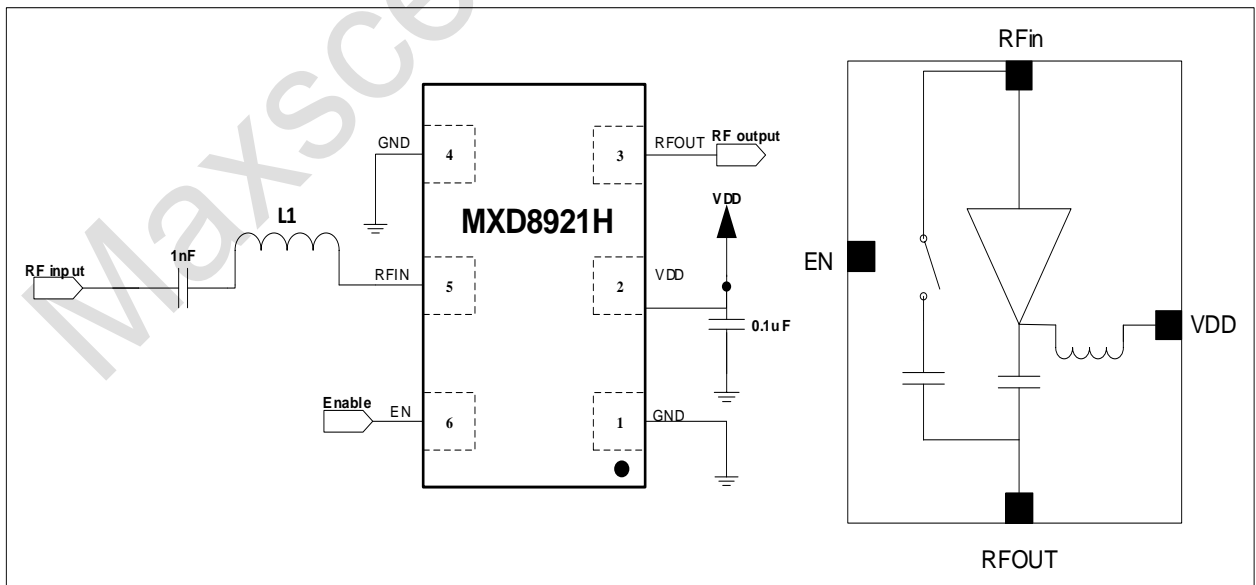 Maxsce
RFin
GND
4
3
RFOUT
RF output
MXD8921H
VDD
L1
1nF
RF input
RFIN
5
2
VDD
0.1uF
EN
VDD
Enable
EN
6
1
GND
RFOUT